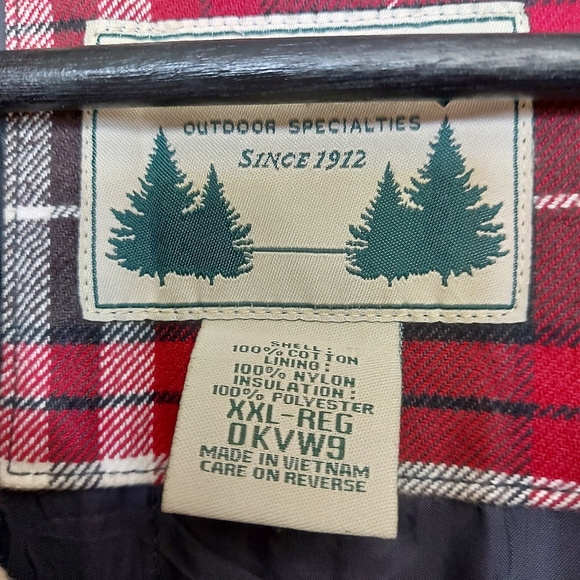 OUTDOOR SPECIALTIES
SINCE 1912
SHELL:
100% COTTON
LINING:
100% NYLON
INSULATION:
100% POLYESTER
XXL-REG
0KVW9
MADE IN VIETNAM
CARE ON REVERSE